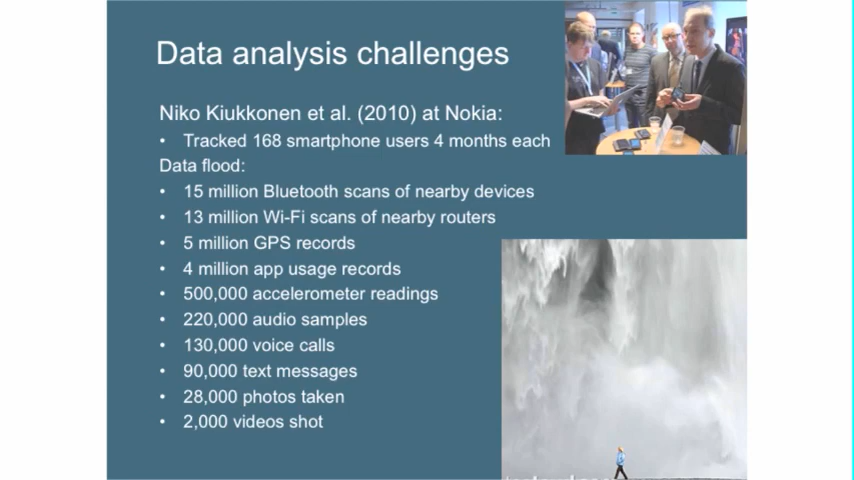 Data analysis challenges
Niko Kiukkonen et al. (2010) at Nokia:
• Tracked 168 smartphone users 4 months each
Data flood:
• 15 million Bluetooth scans of nearby devices
• 13 million Wi-Fi scans of nearby routers
• 5 million GPS records
• 4 million app usage records
• 500,000 accelerometer readings
• 220,000 audio samples
• 130,000 voice calls
• 90,000 text messages
• 28,000 photos taken
• 2,000 videos shot